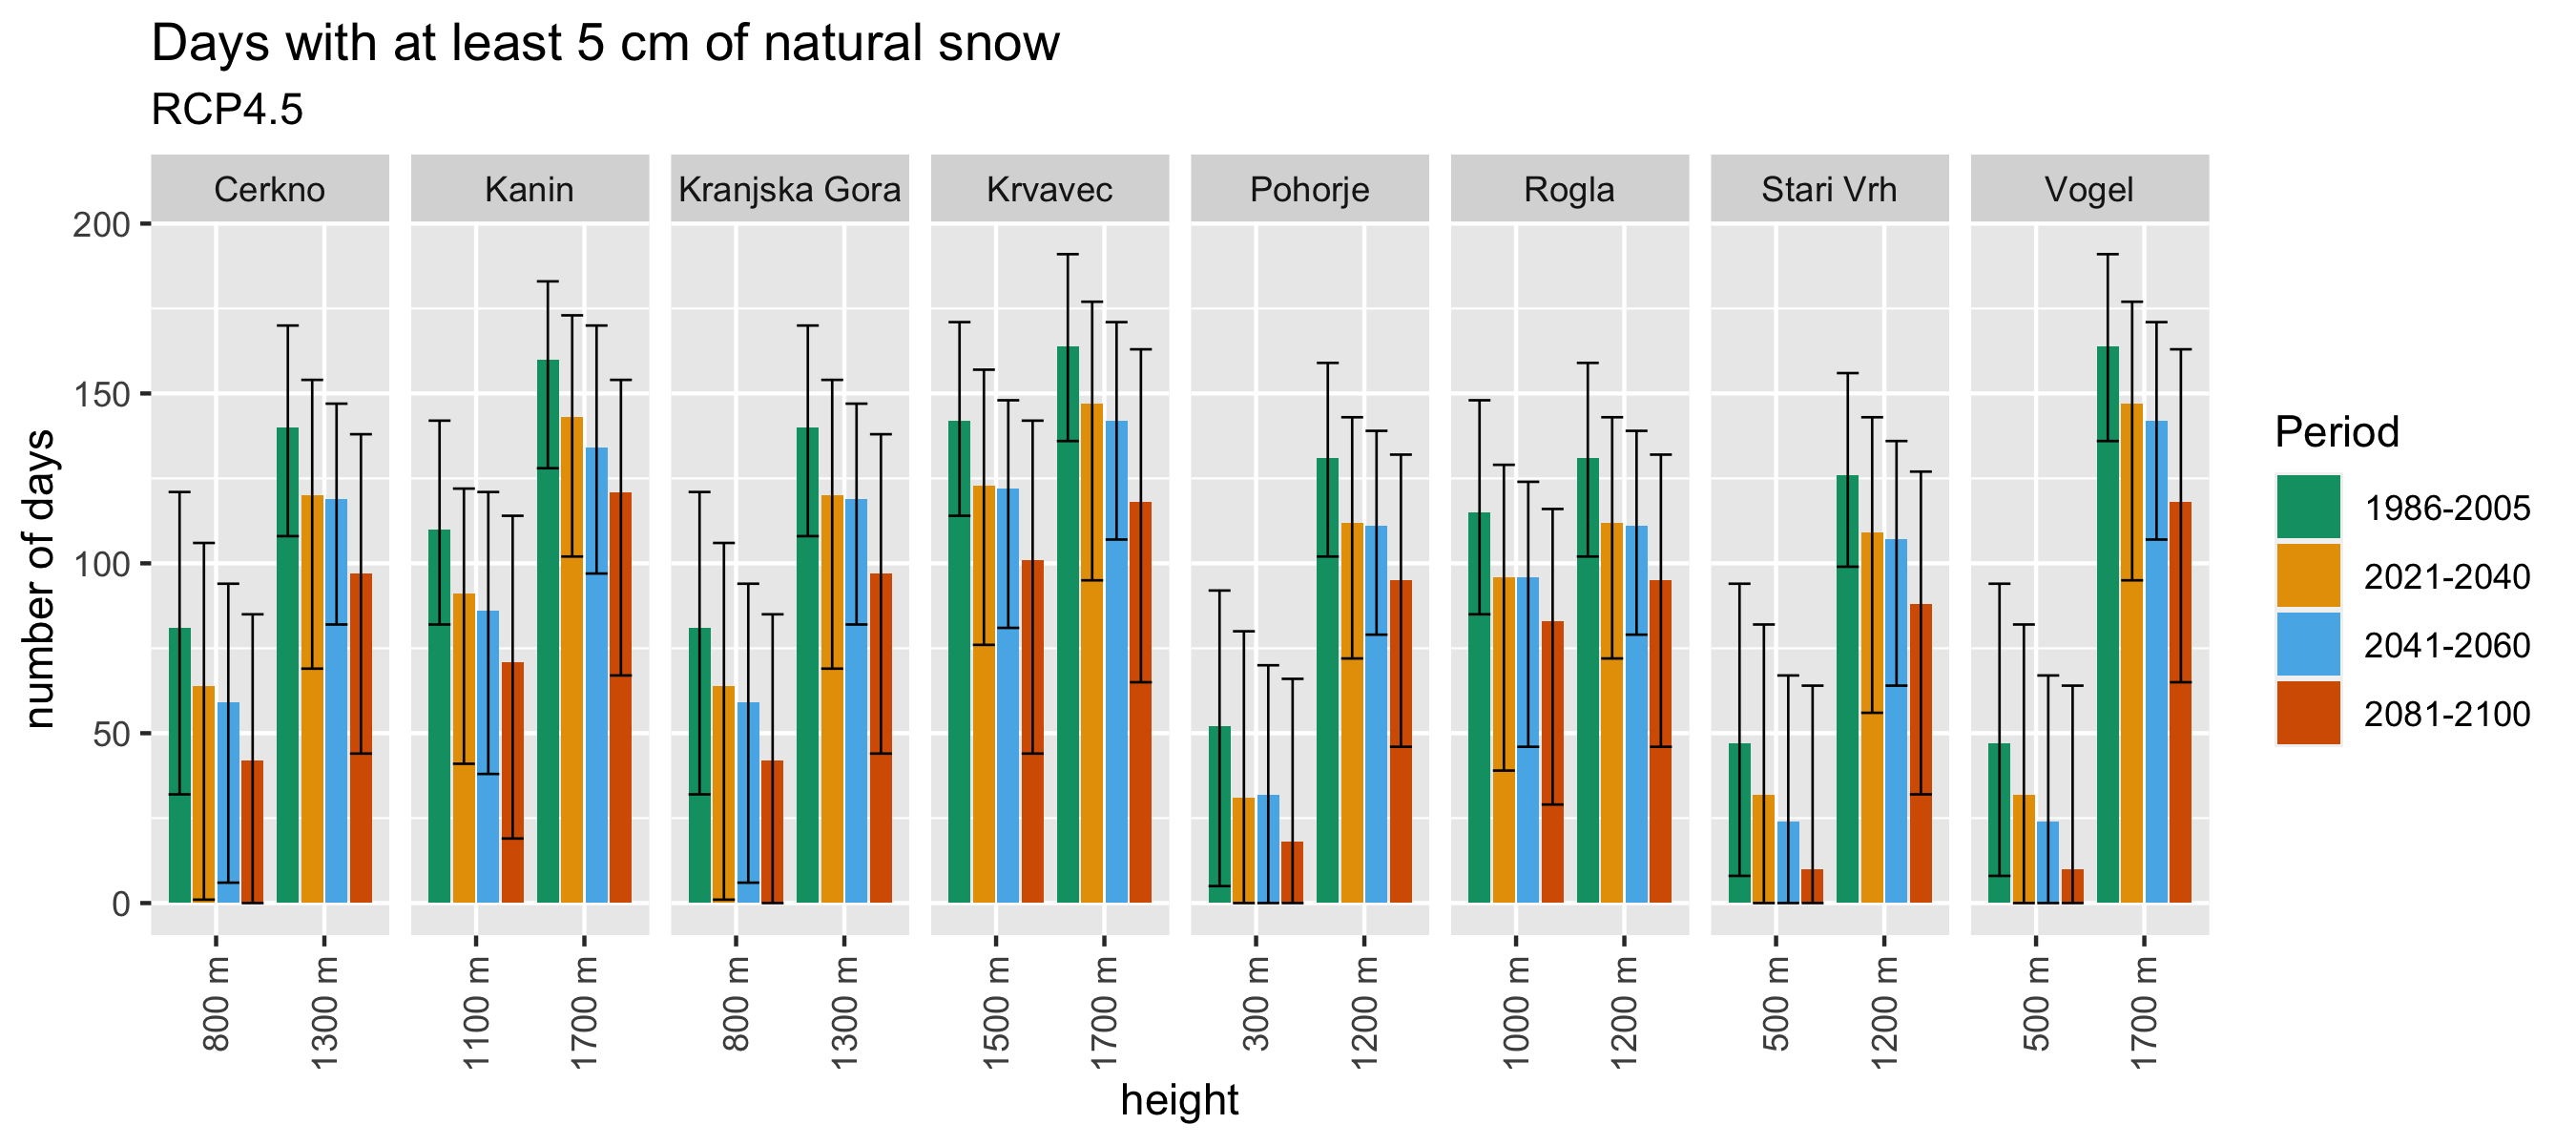 Days with at least 5 cm of natural snow
RCP4.5
Cerkno Kanin Kranjska Gora Krvavec Pohorje Rogla Stari Vrh Vogel
200
150
100
50
0
number of days
800 m 1300 m 1100 m 1700 m 800 m 1300 m 1500 m 1700 m 300 m 1200 m 1000 m 1200 m 500 m 1200 m 500 m 1700 m
height
Period
1986-2005
2021-2040
2041-2060
2081-2100